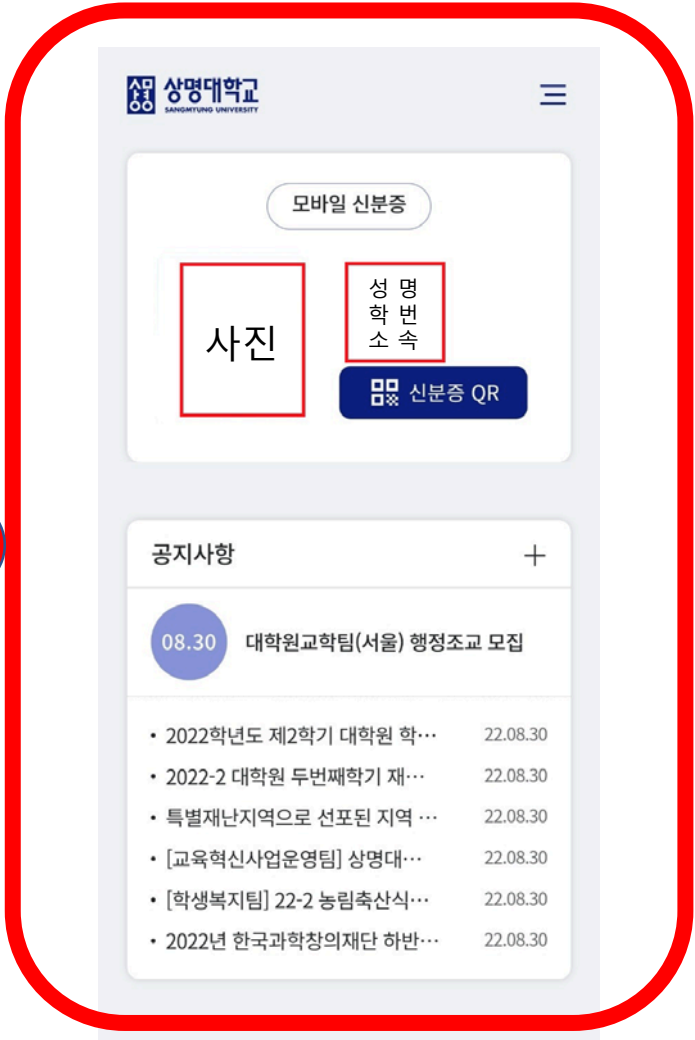 상명대학교
SANGMYUNG UNIVERSITY
모바일 신분증
사진
성 명
학 번
소 속
신분증 QR
공지사항
08.30 대학원교학팀(서울) 행정조교 모집
• 2022학년도 제2학기 대학원 학… 22.08.30
• 2022-2 대학원 두번째학기 재… 22.08.30
• 특별재난지역으로 선포된 지역 … 22.08.30
• [교육혁신사업운영팀] 상명대… 22.08.30
• [학생복지팀] 22-2 농림축산식… 22.08.30
• 2022년 한국과학창의재단 하반… 22.08.30